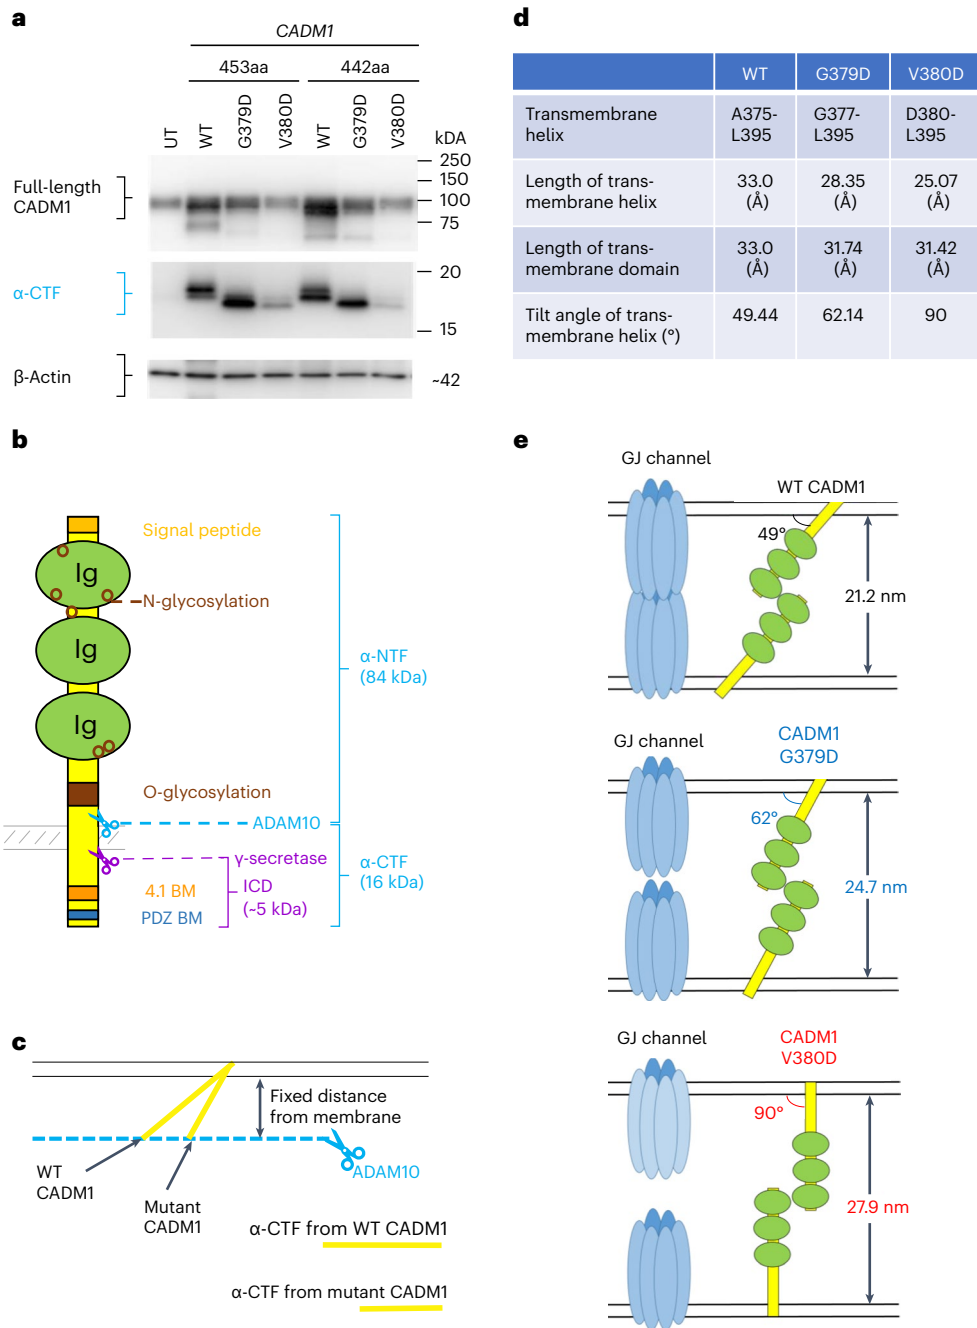 a
CADM1
453aa
442aa
UT
WT
G379D
V380D
WT
G379D
V380D
kDA
250
150
100
75
Full-length
CADM1
α-CTF
20
15
β-Actin
~42
b
Signal peptide
Ig
N-glycosylation
Ig
α-NTF
(84 kDa)
Ig
O-glycosylation
ADAM10
γ-secretase
α-CTF
(16 kDa)
ICD
(~5 kDa)
4.1 BM
PDZ BM
c
Fixed distance
from membrane
WT
CADM1
Mutant
CADM1
ADAM10
α-CTF from WT CADM1
α-CTF from mutant CADM1
d
WT G379D V380D
Transmembrane
helix
A375-
L395
G377-
L395
D380-
L395
Length of trans-
membrane helix
33.0
(Å)
28.35
(Å)
25.07
(Å)
Length of trans-
membrane domain
33.0
(Å)
31.74
(Å)
31.42
(Å)
Tilt angle of trans-
membrane helix (°)
49.44
62.14
90
e
GJ channel
WT CADM1
49°
21.2 nm
GJ channel
CADM1
G379D
62°
24.7 nm
GJ channel
CADM1
V380D
90°
27.9 nm